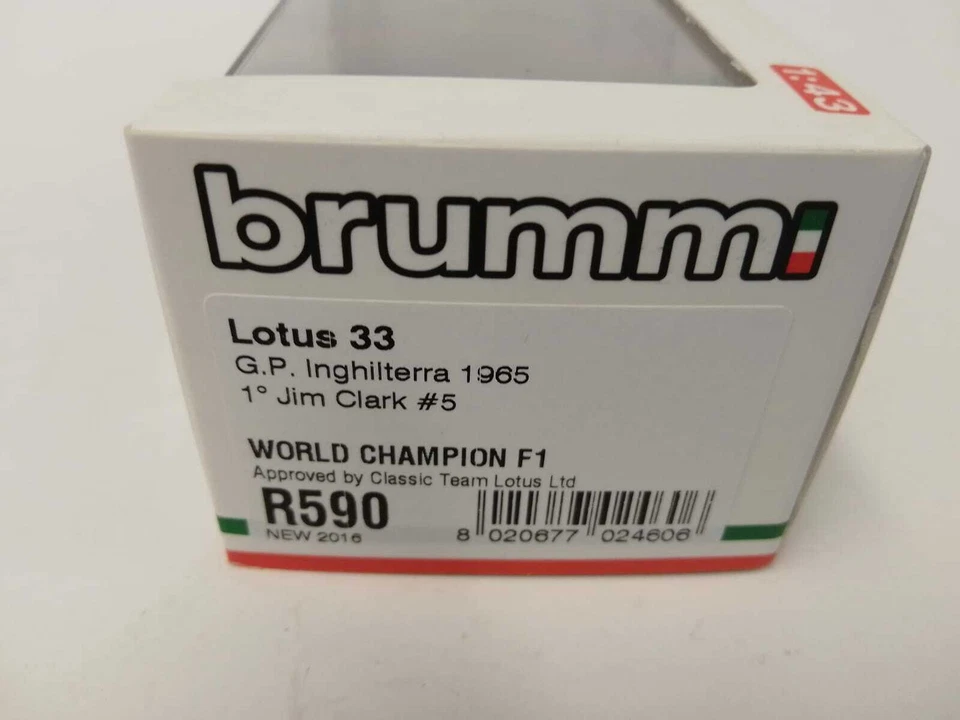 1:43
brumm
Lotus 33
G.P. Inghilterra 1965
1° Jim Clark #5
WORLD CHAMPION F1
Approved by Classic Team Lotus Ltd
R590
NEW 2016
8 020677 024606